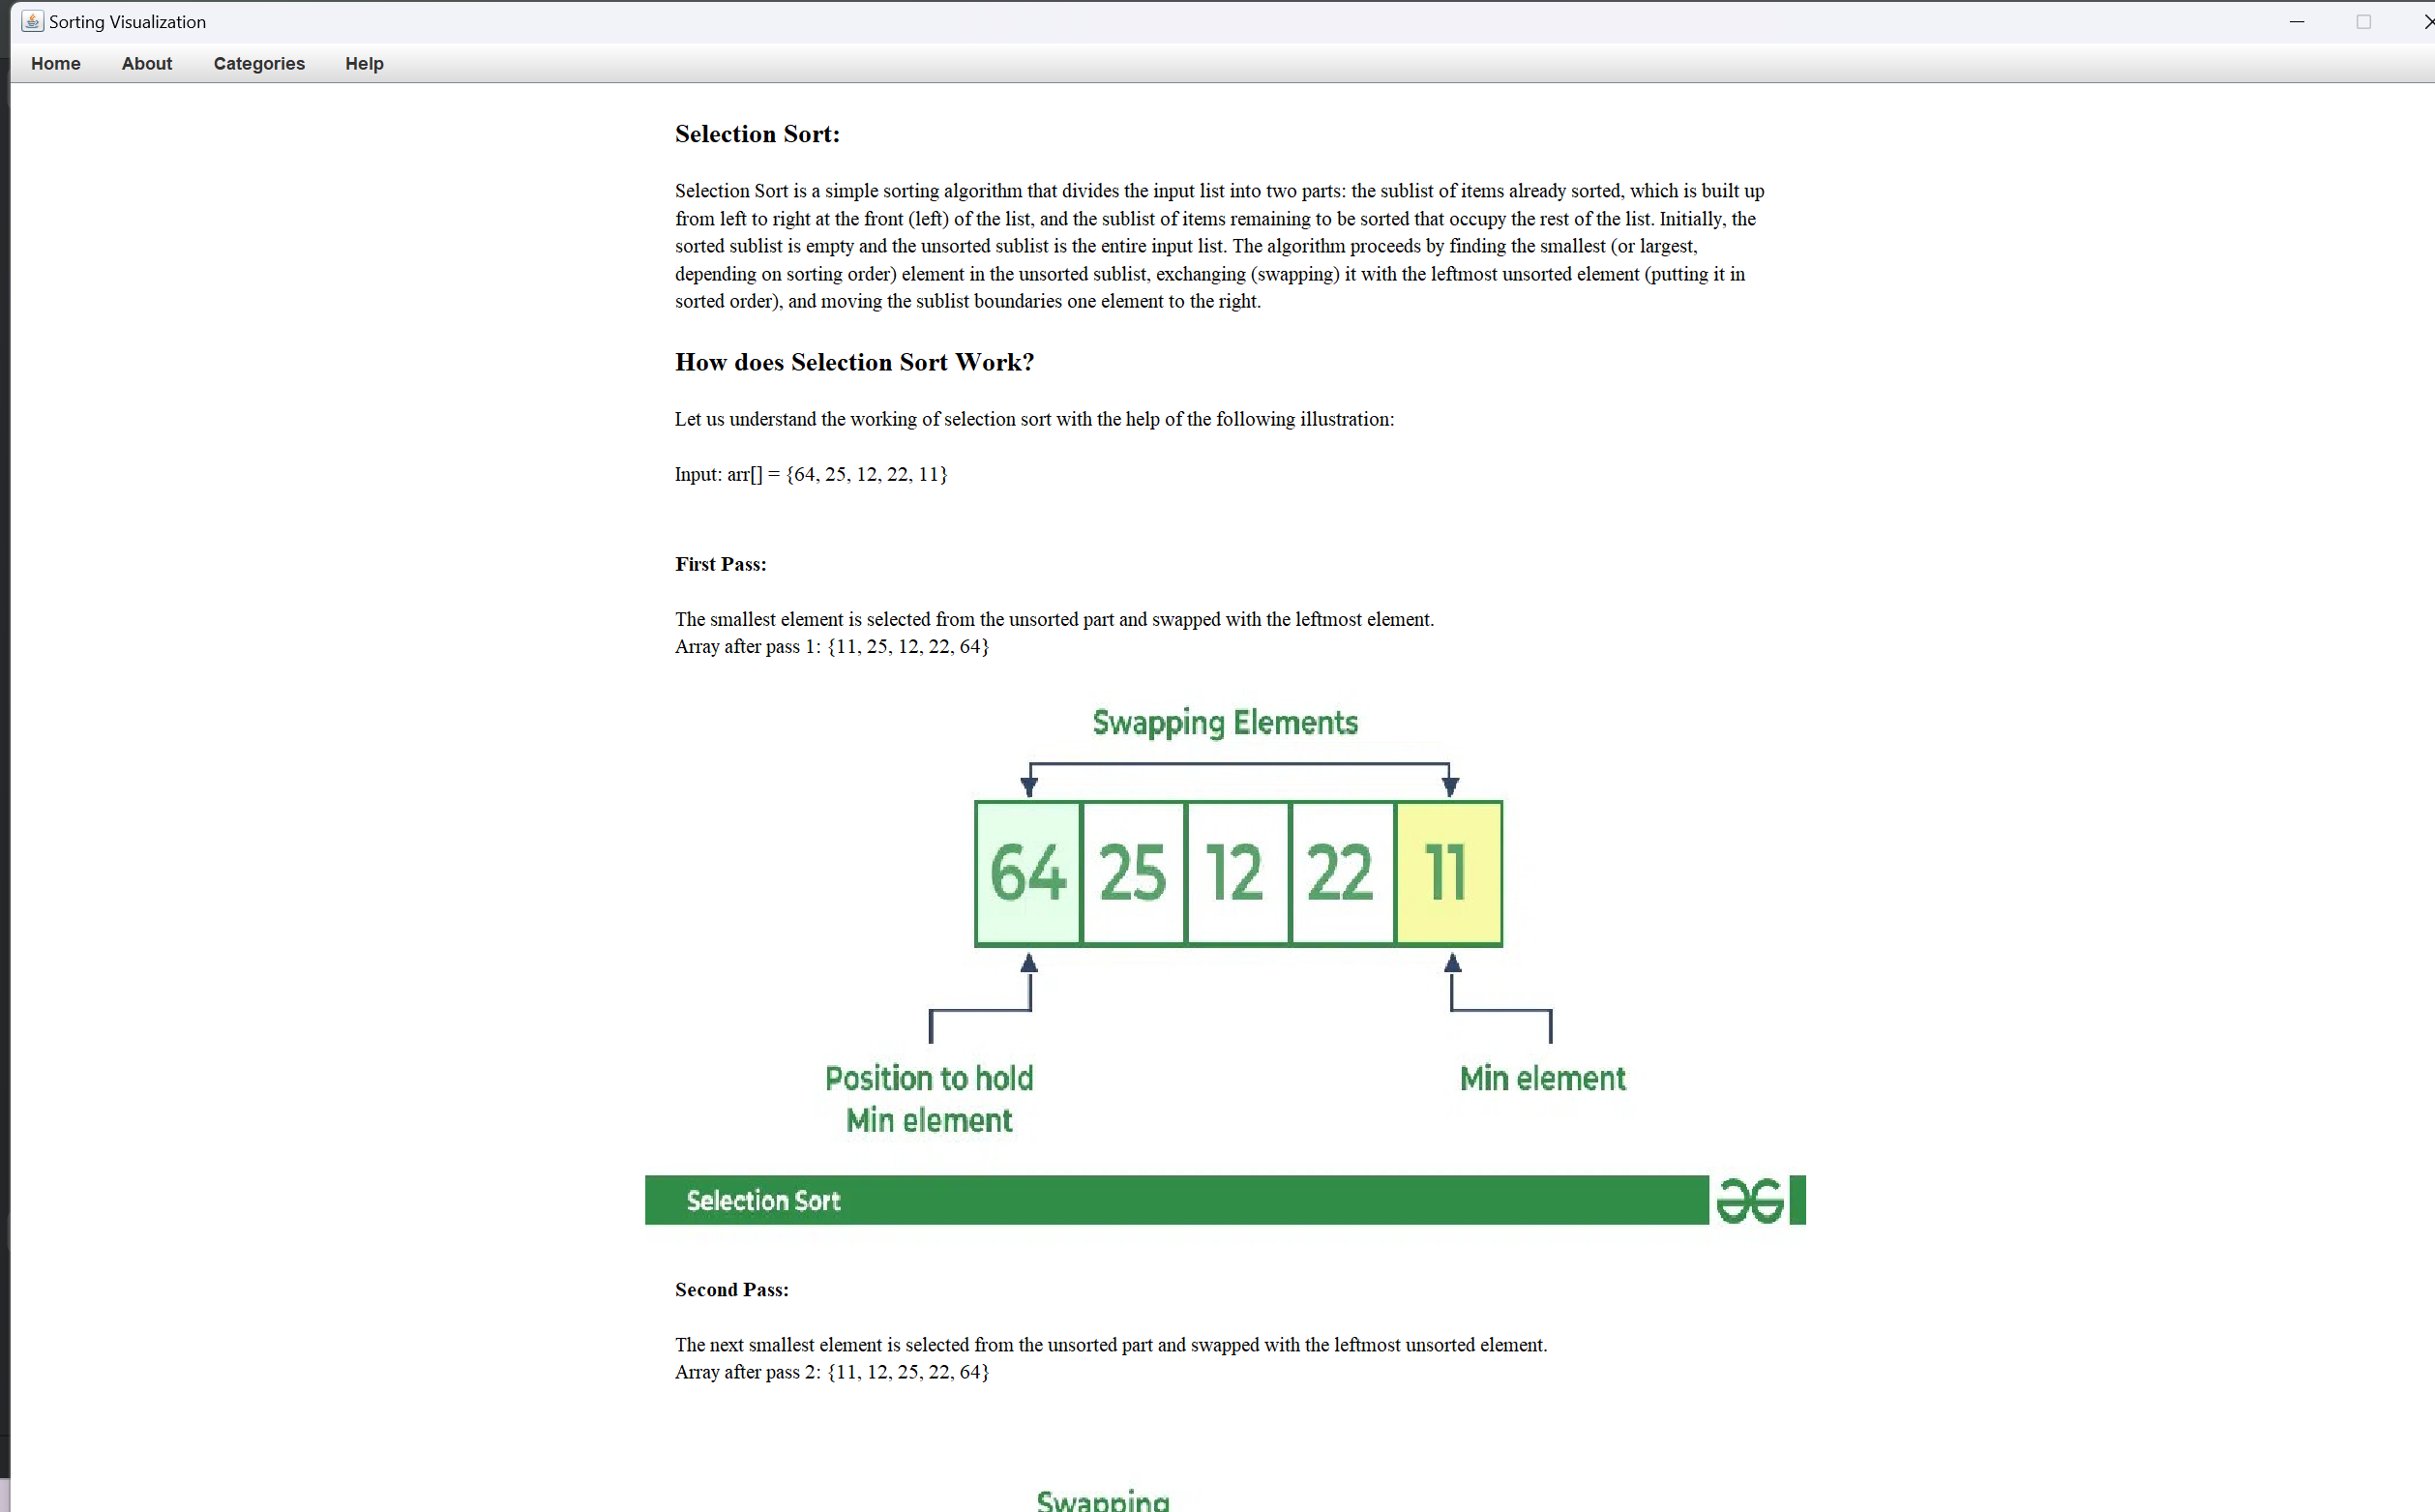 Sorting Visualization
Home About Categories Help
Selection Sort:
Selection Sort is a simple sorting algorithm that divides the input list into two parts: the sublist of items already sorted, which is built up
from left to right at the front (left) of the list, and the sublist of items remaining to be sorted that occupy the rest of the list. Initially, the
sorted sublist is empty and the unsorted sublist is the entire input list. The algorithm proceeds by finding the smallest (or largest,
depending on sorting order) element in the unsorted sublist, exchanging (swapping) it with the leftmost unsorted element (putting it in
sorted order), and moving the sublist boundaries one element to the right.
How does Selection Sort Work?
Let us understand the working of selection sort with the help of the following illustration:
Input: arr[] = {64, 25, 12, 22, 11}
First Pass:
The smallest element is selected from the unsorted part and swapped with the leftmost element.
Array after pass 1: {11, 25, 12, 22, 64}
Swapping Elements
64 25 12 22 11
Position to hold
Min element
Min element
Selection Sort
Second Pass:
The next smallest element is selected from the unsorted part and swapped with the leftmost unsorted element.
Array after pass 2: {11, 12, 25, 22, 64}
Swapping